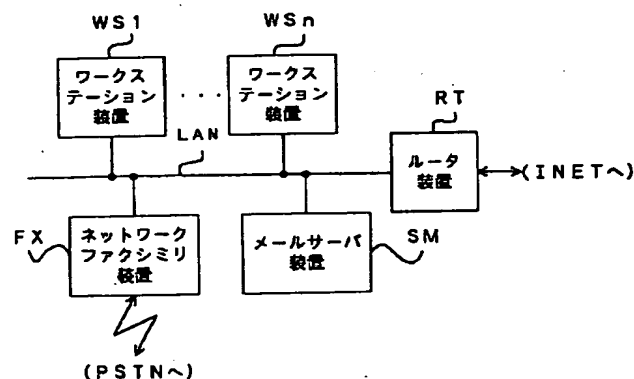 WS1
WSn
ワークス
テーション
装置
...
ワークス
テーション
装置
RT
LAN
ルータ
装置
(INETへ)
FX
ネットワーク
ファクシミリ
装置
メールサーバ
装置
SM
(PSTNへ)